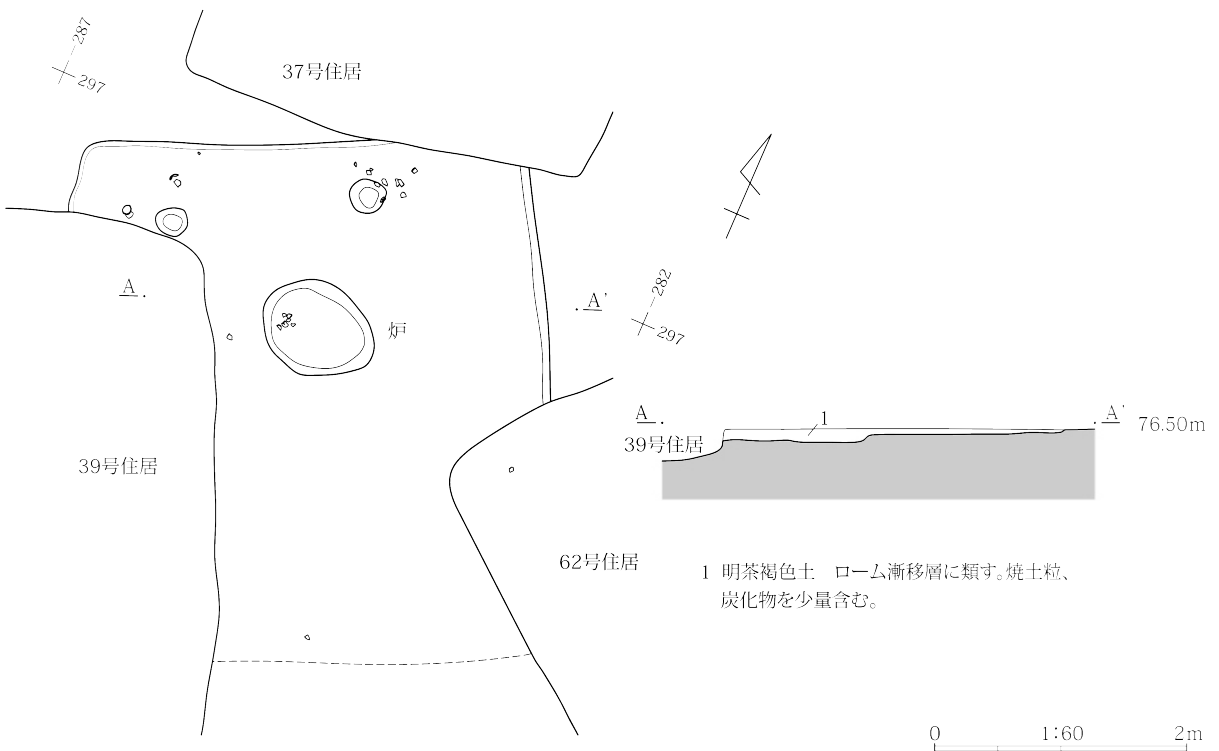 287
297
37号住居
A
A'
282
297
炉
39号住居
62号住居
A
A'
76.50m
1
39号住居
1 明茶褐色土　ローム漸移層に類す。焼土粒、
炭化物を少量含む。
0 1:60 2m